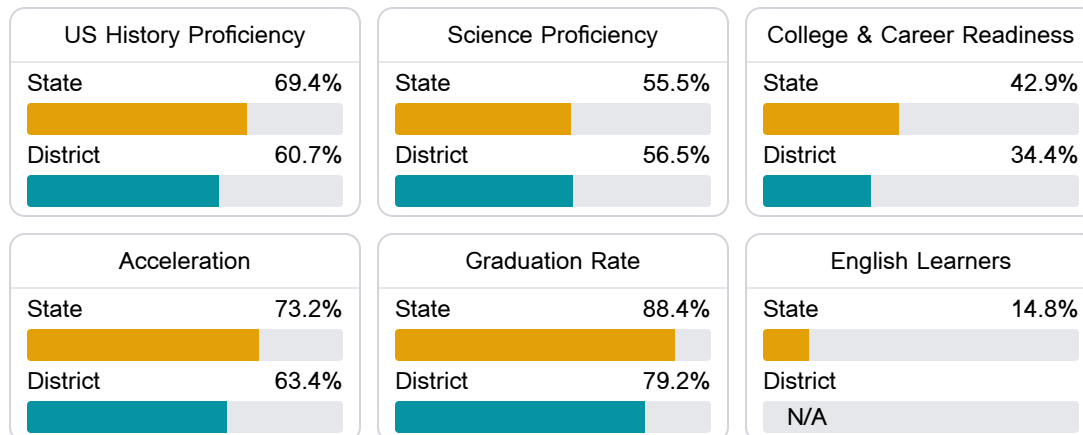 US History Proficiency
State 69.4%
District 60.7%
Science Proficiency
State 55.5%
District 56.5%
College & Career Readiness
State 42.9%
District 34.4%
Acceleration
State 73.2%
District 63.4%
Graduation Rate
State 88.4%
District 79.2%
English Learners
State 14.8%
District
N/A